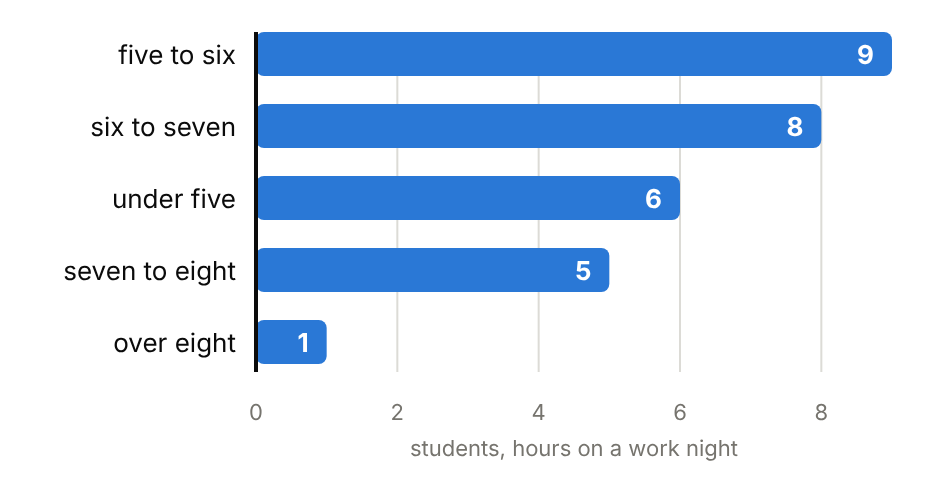 five to six 9
six to seven 8
under five 6
seven to eight 5
over eight 1
0 2 4 6 8
students, hours on a work night